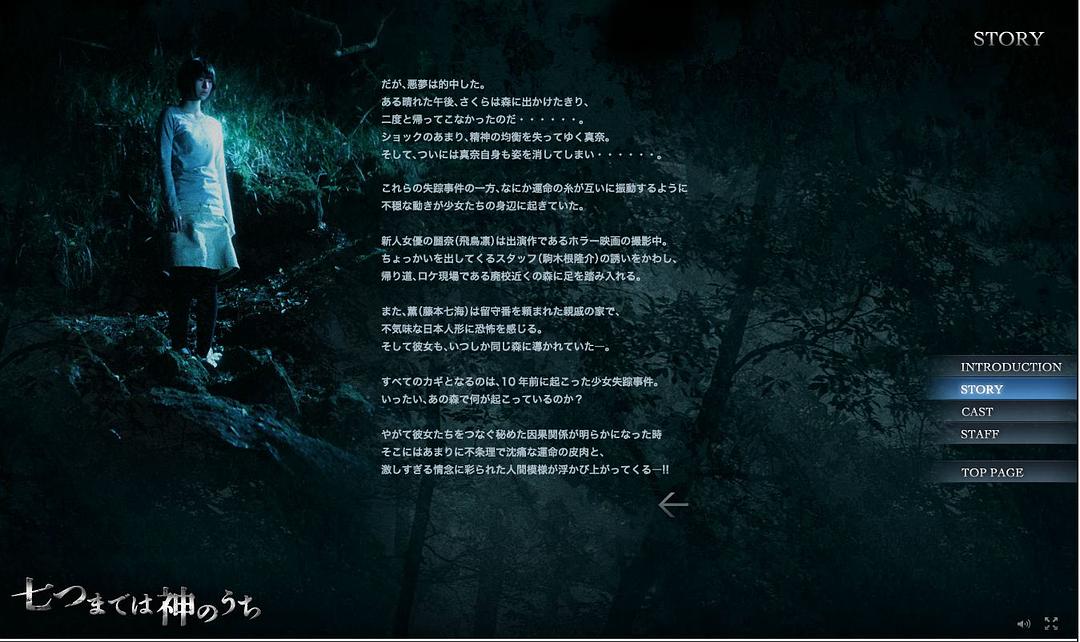 STORY
だが、悪夢は的中した。
ある晴れた午後、さくらは森に出かけたきり、
二度と帰ってこなかったのだ・・・・・・。
ショックのあまり、精神の均衡を失ってゆく真奈。
そして、ついには真奈自身も姿を消してしまい・・・・・・。
これらの失踪事件の一方、なにか運命の糸が互いに振動するように
不穏な動きが少女たちの身辺に起きていた。
新人女優の麗奈（飛鳥凛）は出演作であるホラー映画の撮影中。
ちょっかいを出してくるスタッフ（駒木根隆介）の誘いをかわし、
帰り道、ロケ現場である廃校近くの森に足を踏み入れる。
また、薫（藤本七海）は留守番を頼まれた親戚の家で、
不気味な日本人形に恐怖を感じる。
そして彼女も、いつしか同じ森に導かれていた―。
すべてのカギとなるのは、10年前に起こった少女失踪事件。
いったい、あの森で何が起こっているのか？
やがて彼女たちをつなぐ秘めた因果関係が明らかになった時
そこにはあまりに不条理で沈痛な運命の皮肉と、
激しすぎる情念に彩られた人間模様が浮かび上がってくる―!!
INTRODUCTION
STORY
CAST
STAFF
TOP PAGE
七つまでは神のうち